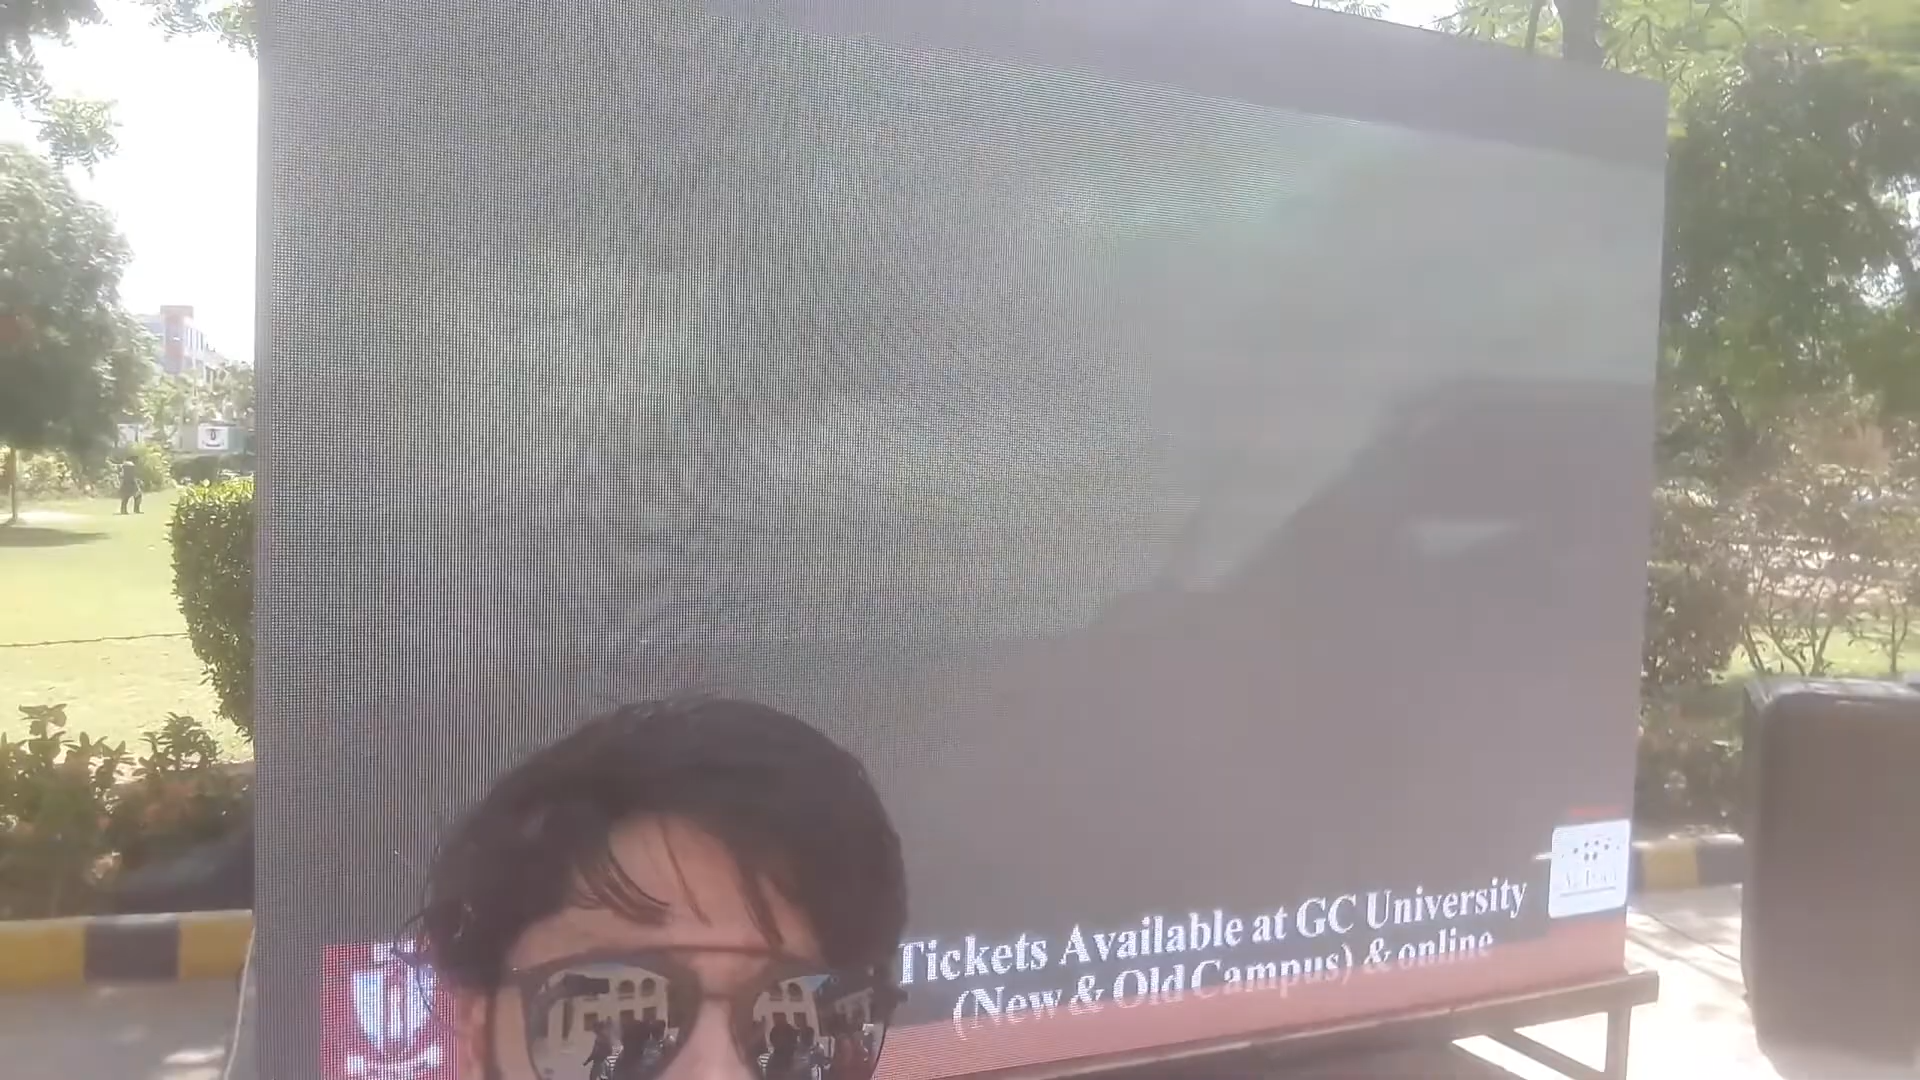 Tickets Available at GC University
(New & Old Campus) & online